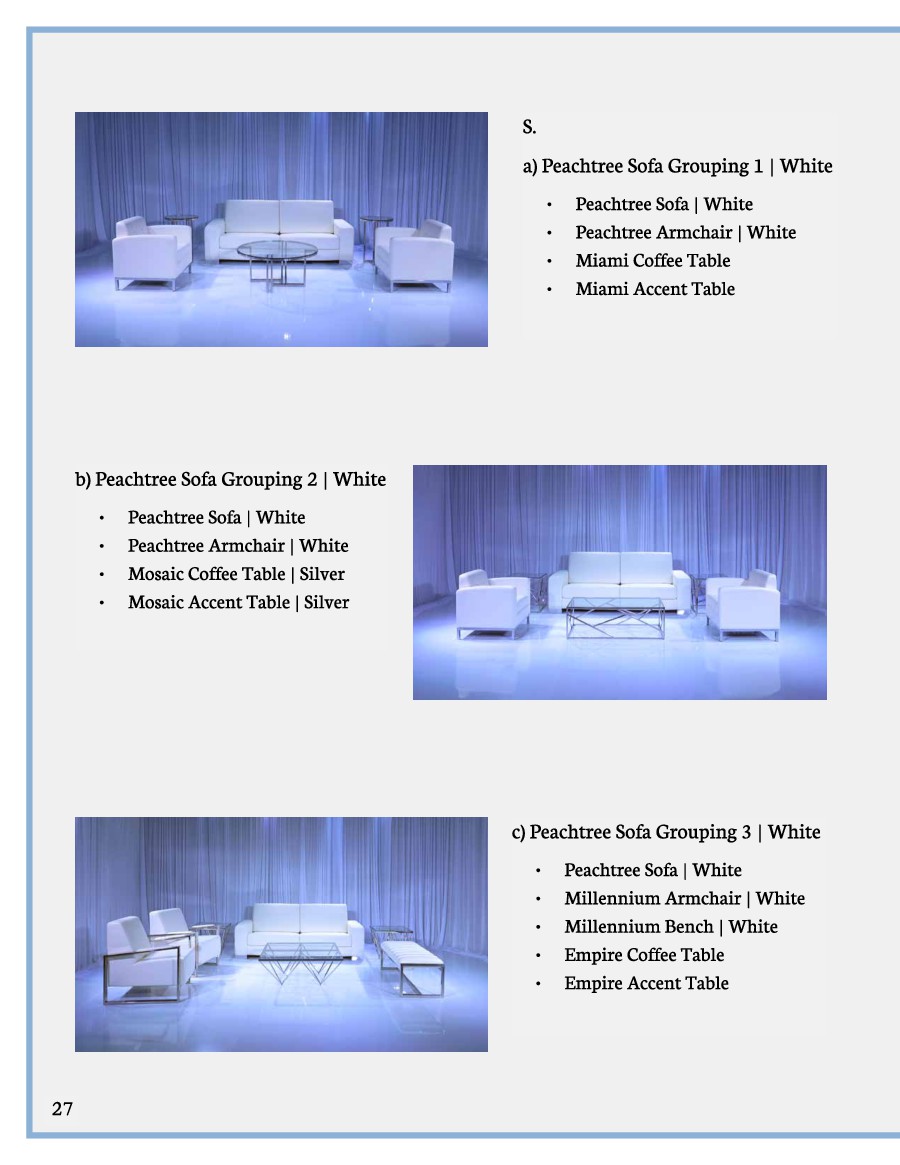 S.
a) Peachtree Sofa Grouping 1 | White
• Peachtree Sofa | White
• Peachtree Armchair | White
• Miami Coffee Table
• Miami Accent Table
b) Peachtree Sofa Grouping 2 | White
• Peachtree Sofa | White
• Peachtree Armchair | White
• Mosaic Coffee Table | Silver
• Mosaic Accent Table | Silver
c) Peachtree Sofa Grouping 3 | White
• Peachtree Sofa | White
• Millennium Armchair | White
• Millennium Bench | White
• Empire Coffee Table
• Empire Accent Table
27